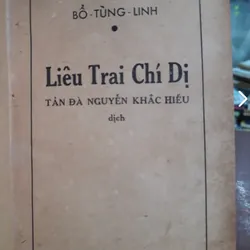 BỒ-TÙNG-LINH
Liêu Trai Chí Dị
TẢN ĐÀ NGUYỄN KHẮC HIẾU
dịch